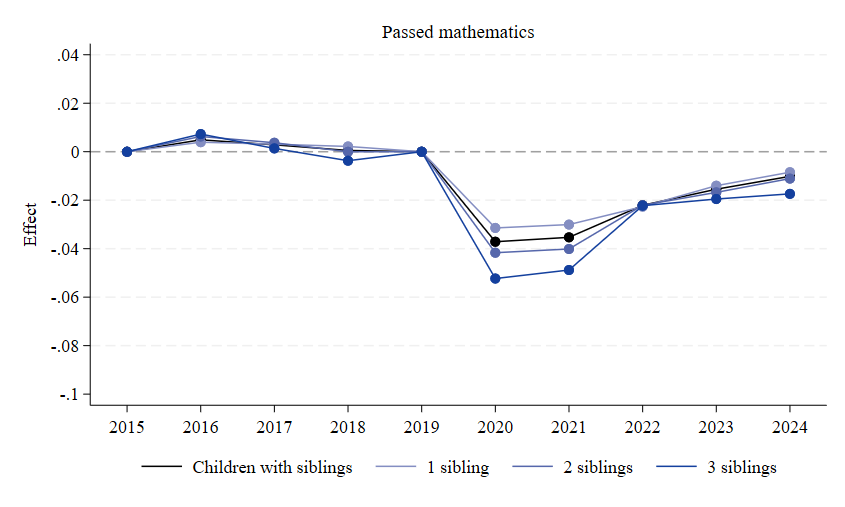 Passed mathematics
.04
.02
0
-.02
-.04
-.06
-.08
-.1
Effect
2015 2016 2017 2018 2019 2020 2021 2022 2023 2024
Children with siblings 1 sibling 2 siblings 3 siblings